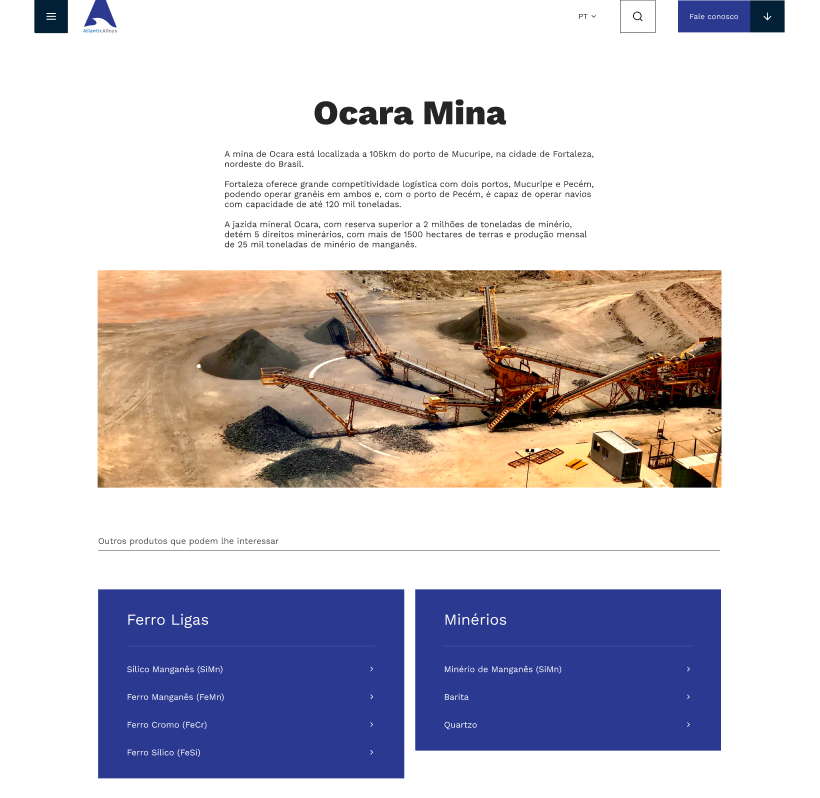 AtlanticAlloys
PT
Fale conosco
Ocara Mina
A mina de Ocara está localizada a 105km do porto de Mucuripe, na cidade de Fortaleza,
nordeste do Brasil.
Fortaleza oferece grande competitividade logística com dois portos, Mucuripe e Pecém,
podendo operar granéis em ambos e, com o porto de Pecém, é capaz de operar navios
com capacidade de até 120 mil toneladas.
A jazida mineral Ocara, com reserva superior a 2 milhões de toneladas de minério,
detém 5 direitos minerários, com mais de 1500 hectares de terras e produção mensal
de 25 mil toneladas de minério de manganês.
Outros produtos que podem lhe interessar
Ferro Ligas
Sílico Manganês (SiMn)
Ferro Manganês (FeMn)
Ferro Cromo (FeCr)
Ferro Sílico (FeSi)
Minérios
Minério de Manganês (SiMn)
Barita
Quartzo